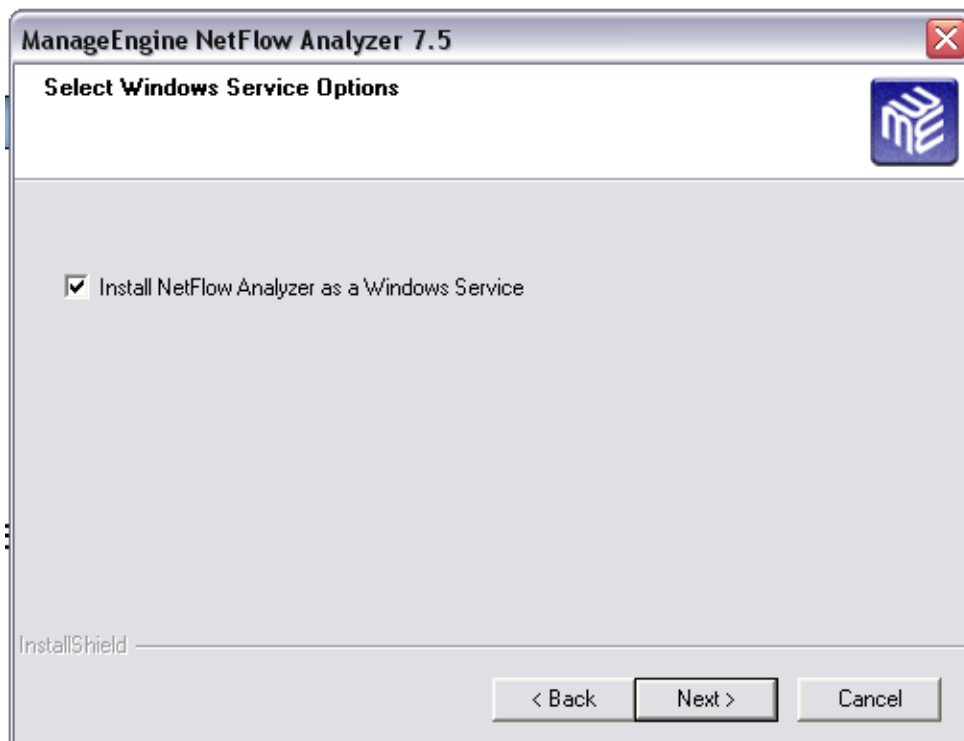 ManageEngine NetFlow Analyzer 7.5
Select Windows Service Options
Install NetFlow Analyzer as a Windows Service
InstallShield
< Back Next > Cancel